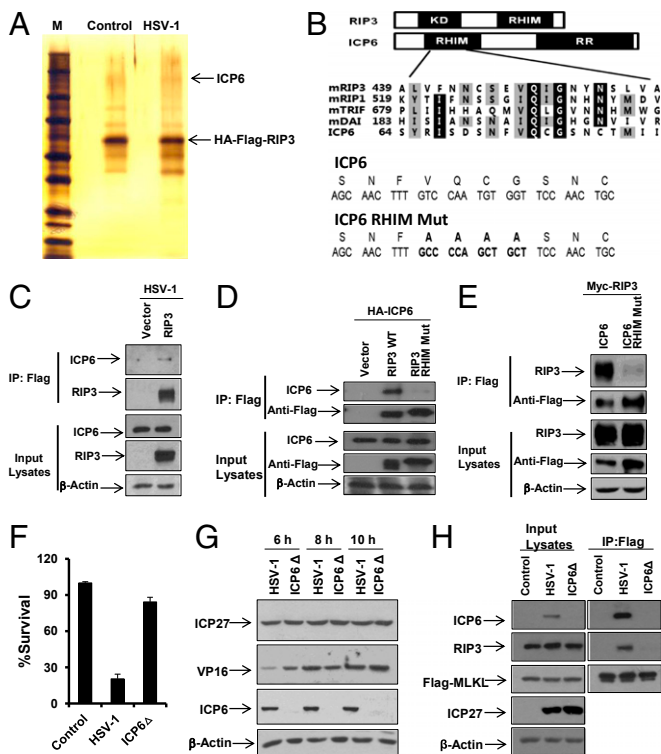 A
M Control HSV-1
ICP6
HA-Flag-RIP3
B
RIP3 KD RHIM
ICP6 RHIM RR
mRIP3 439 A L V F N N C S E V Q I G N Y N S L V A
mRIP1 519 K Y T I F N S S G I Q I G N H N Y M D V
mTRIF 679 P L I I H H A Q M V Q L G V N N H M W G
mDAI 183 H S I S A N S N A I Q I G H G N V I V R
ICP6 64 S Y R I S D S N F V Q C G S N C T M I I
ICP6
S N F V Q C G S N C
AGC AAC TTT GTC CAA TGT GGT TCC AAC TGC
ICP6 RHIM Mut
S N F A A A A S N C
AGC AAC TTT GCC CCA GCT GCT TCC AAC TGC
C
HSV-1
Vector RIP3
IP: Flag
ICP6
RIP3
Input Lysates
ICP6
RIP3
β-Actin
D
HA-ICP6
Vector RIP3 WT RIP3 RHIM Mut
IP: Flag
ICP6
Anti-Flag
Input Lysates
ICP6
Anti-Flag
β-Actin
E
Myc-RIP3
ICP6 ICP6 RHIM Mut
IP: Flag
RIP3
Anti-Flag
Input Lysates
RIP3
Anti-Flag
β-Actin
F
%Survival
120
90
60
30
0
Control HSV-1 ICP6Δ
G
6 h 8 h 10 h
HSV-1 ICP6Δ HSV-1 ICP6Δ HSV-1 ICP6Δ
ICP27
VP16
ICP6
β-Actin
H
Input Lysates IP:Flag
Control HSV-1 ICP6Δ Control HSV-1 ICP6Δ
ICP6
RIP3
Flag-MLKL
ICP27
β-Actin